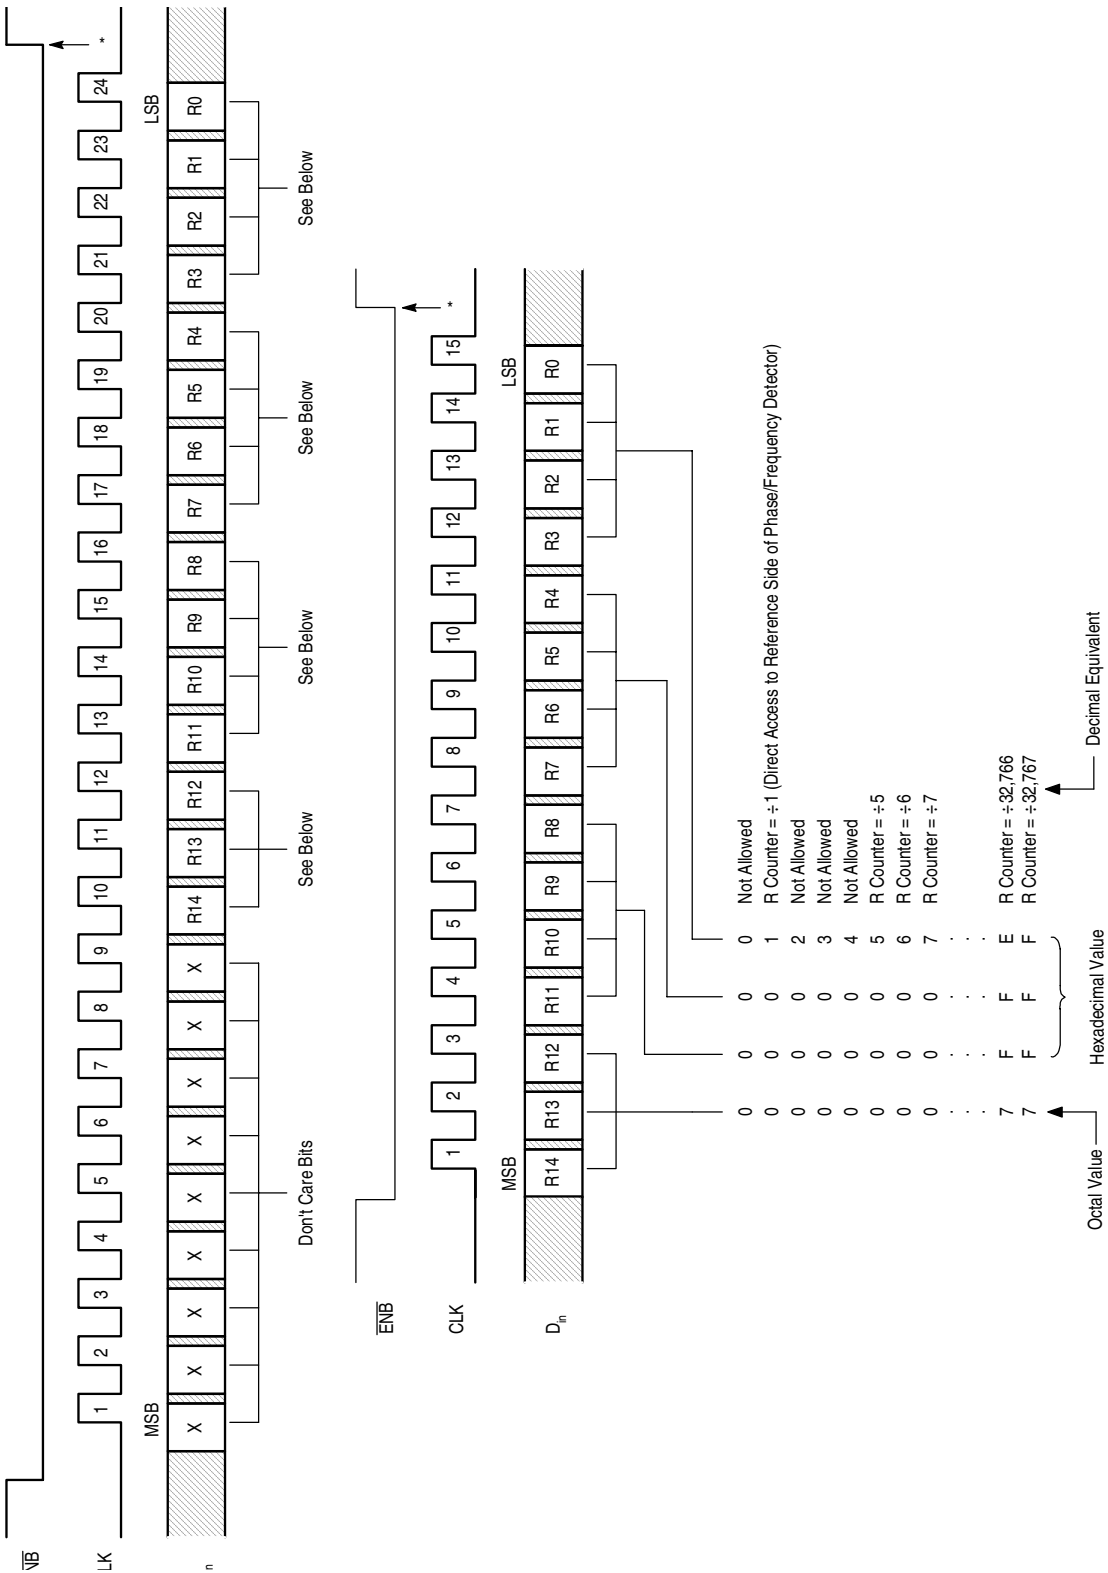 NB
LK
n
1 2 3 4 5 6 7 8 9 10 11 12 13 14 15 16 17 18 19 20 21 22 23 24 *
MSB LSB
X X X X X X X X X R14 R13 R12 R11 R10 R9 R8 R7 R6 R5 R4 R3 R2 R1 R0
Don't Care Bits See Below See Below See Below See Below
ENB
CLK
1 2 3 4 5 6 7 8 9 10 11 12 13 14 15 *
MSB LSB
Din
R14 R13 R12 R11 R10 R9 R8 R7 R6 R5 R4 R3 R2 R1 R0
0 0 0 0 Not Allowed
0 0 0 1 R Counter = ÷1 (Direct Access to Reference Side of Phase/Frequency Detector)
0 0 0 2 Not Allowed
0 0 0 3 Not Allowed
0 0 0 4 Not Allowed
0 0 0 5 R Counter = ÷5
0 0 0 6 R Counter = ÷6
0 0 0 7 R Counter = ÷7
· · · ·
· · · ·
· · · ·
7 F F E R Counter = ÷32,766
7 F F F R Counter = ÷32,767
Octal Value Hexadecimal Value Decimal Equivalent